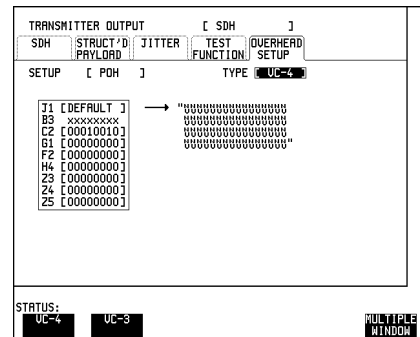 TRANSMITTER OUTPUT [ SDH ]
SDH STRUCT'D PAYLOAD JITTER TEST FUNCTION OVERHEAD SETUP
SETUP [ POH ] TYPE [ VC-4 ]
J1 [DEFAULT ]
B3 xxxxxxxx
C2 [00010010]
G1 [00000000]
F2 [00000000]
H4 [00000000]
Z3 [00000000]
Z4 [00000000]
Z5 [00000000]
STATUS:
VC-4 VC-3 MULTIPLE WINDOW